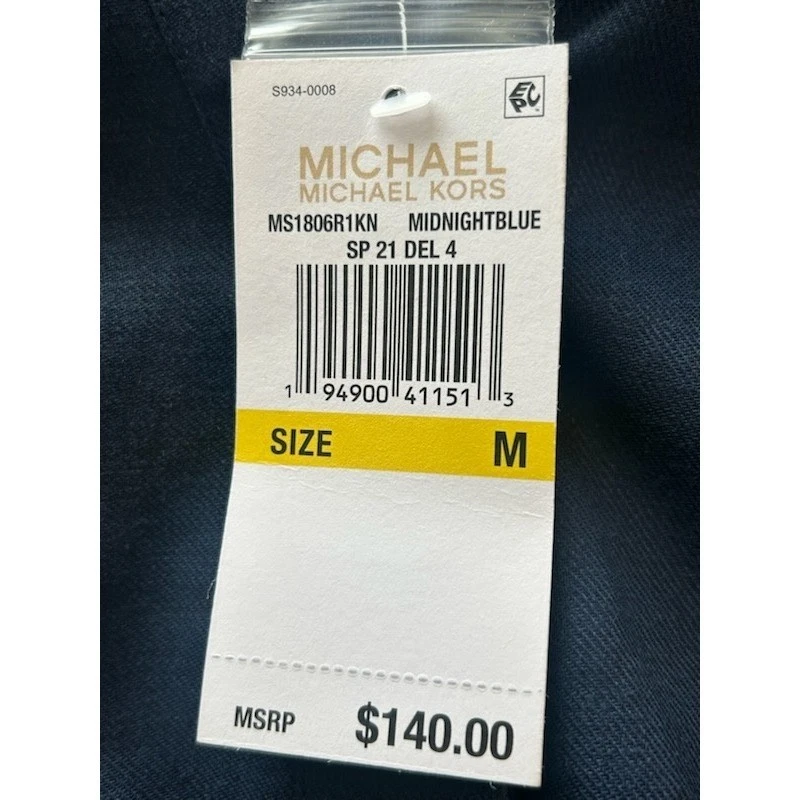 S934-0008
EPC
MICHAEL
MICHAEL KORS
MS1806R1KN MIDNIGHTBLUE
SP 21 DEL 4
1 94900 41151 3
SIZE M
MSRP $140.00